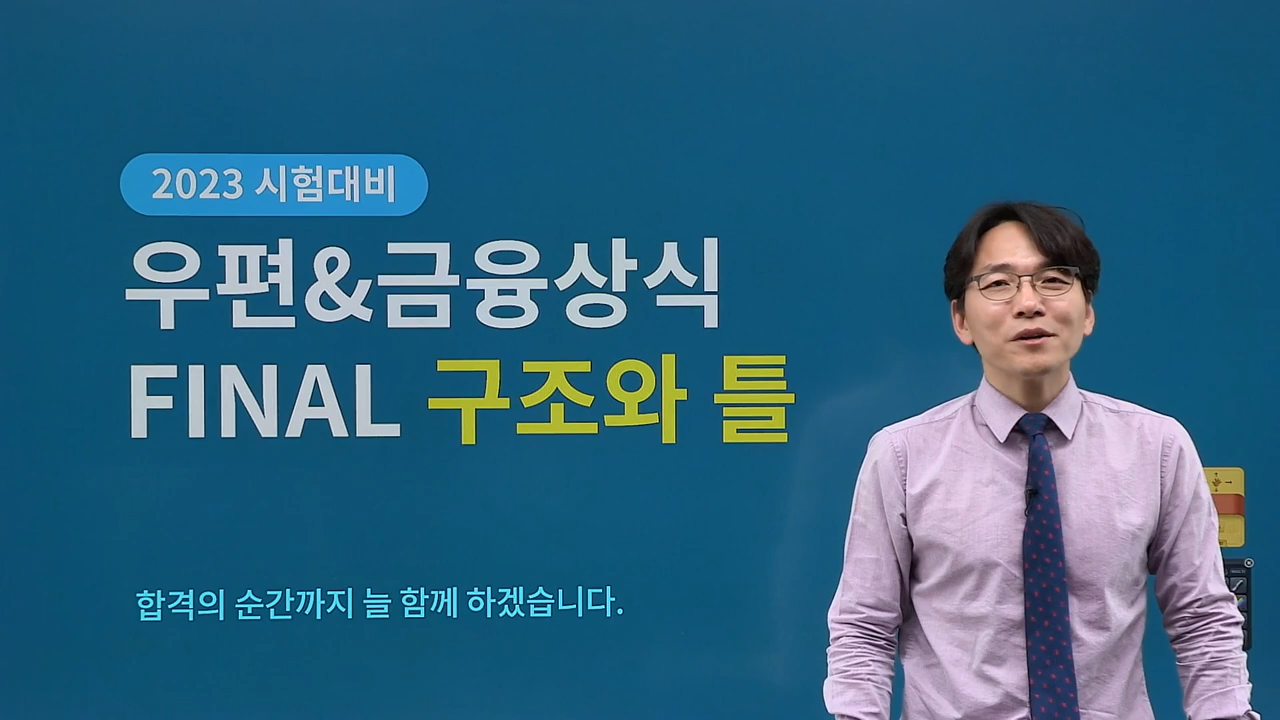 2023 시험대비
우편&금융상식
FINAL 구조와 틀
합격의 순간까지 늘 함께 하겠습니다.